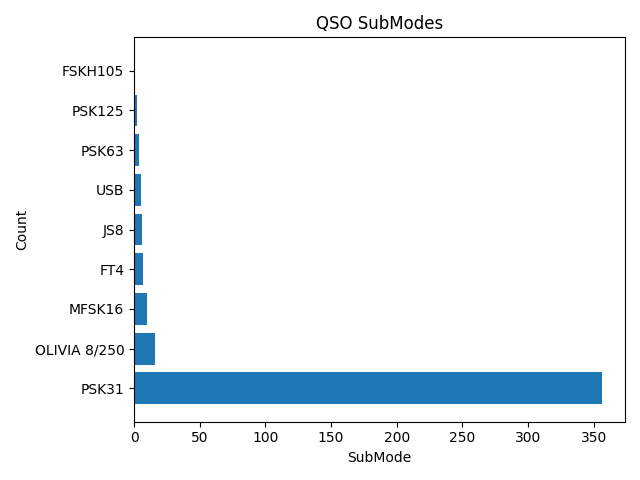 QSO SubModes
FSKH105
PSK125
PSK63
USB
JS8
FT4
MFSK16
OLIVIA 8/250
PSK31
Count
0 50 100 150 200 250 300 350
SubMode